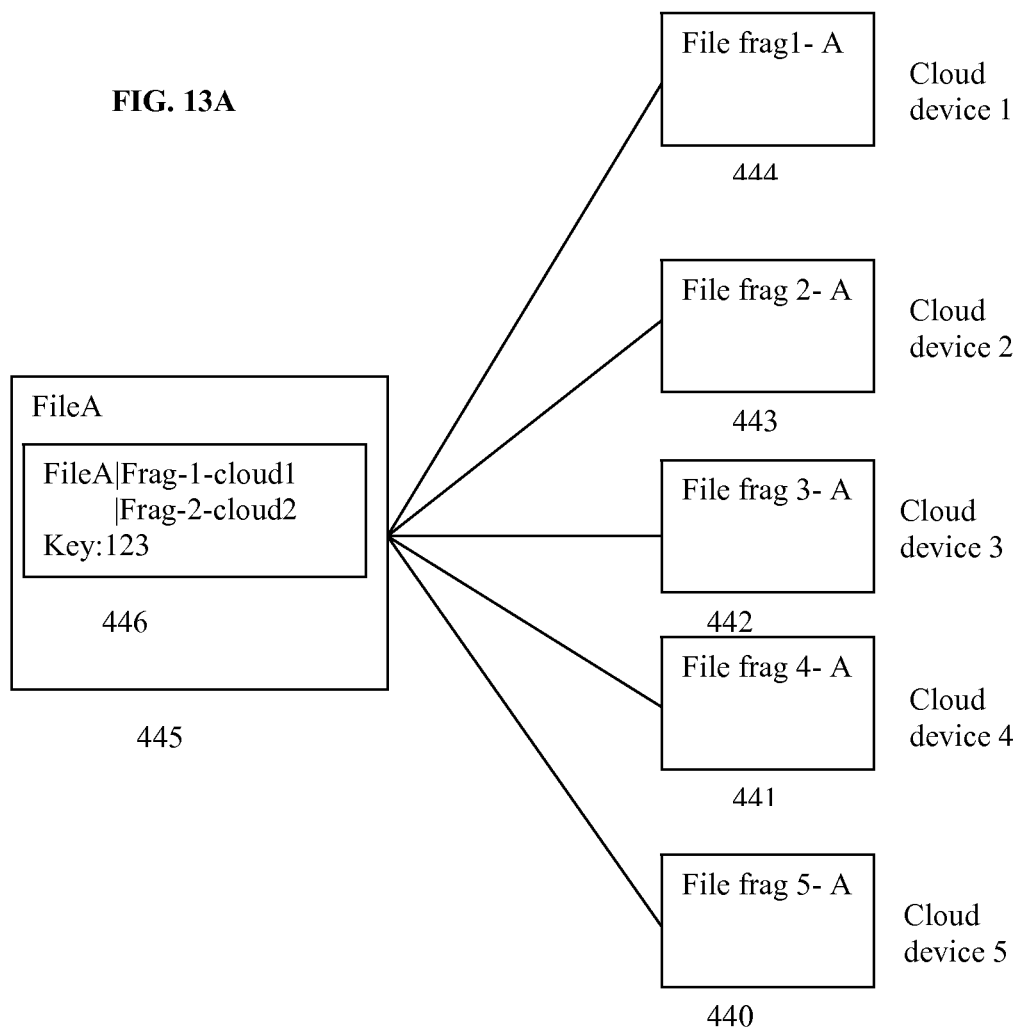 FIG. 13A
File frag1- A
Cloud
device 1
444
File frag 2- A
Cloud
device 2
443
FileA
FileA|Frag-1-cloud1
|Frag-2-cloud2
Key:123
446
445
File frag 3- A
Cloud
device 3
442
File frag 4- A
Cloud
device 4
441
File frag 5- A
Cloud
device 5
440